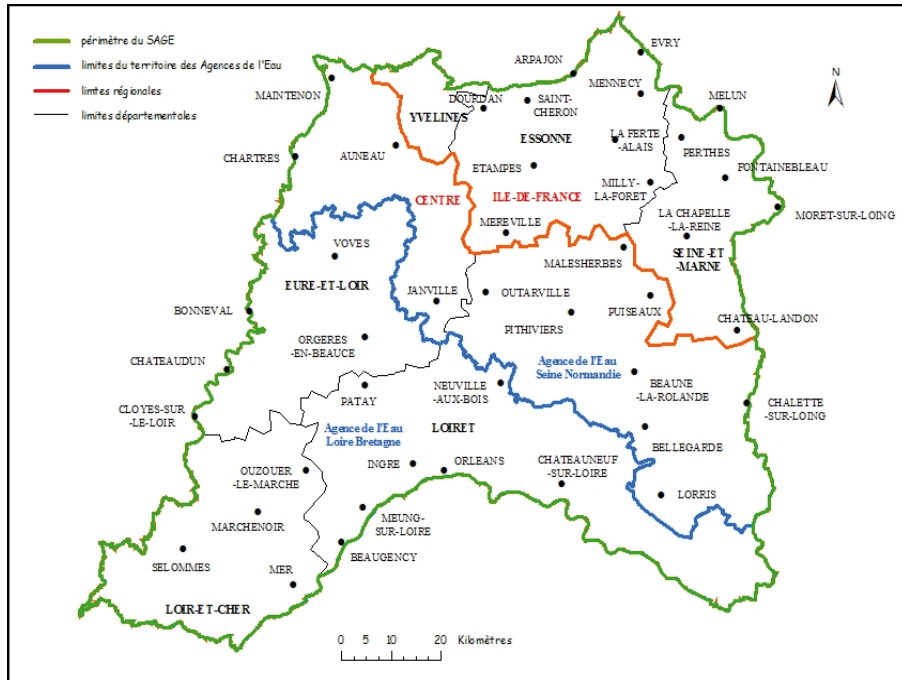 périmètre du SAGE
limites du territoire des Agences de l'Eau
limtes régionales
limites départementales
EVRY
ARPAJON
MENNECY
N
MAINTENON
DOURDAN
SAINT-
CHERON
MELUN
YVELINES
ESSONNE
LA FERTE
-ALAIS
PERTHES
CHARTRES
AUNEAU
ETAMPES
FONTAINEBLEAU
MILLY-
LA-FORET
CENTRE
ILE-DE-FRANCE
MORET-SUR-LOING
LA CHAPELLE
-LA-REINE
MEREVILLE
VOVES
MALESHERBES
SEINE-ET
-MARNE
EURE-ET-LOIR
JANVILLE
OUTARVILLE
PUISEAUX
BONNEVAL
PITHIVIERS
CHATEAU-LANDON
ORGERES
-EN-BEAUCE
CHATEAUDUN
Agence de l'Eau
Seine Normandie
NEUVILLE
-AUX-BOIS
BEAUNE
-LA-ROLANDE
PATAY
CHALETTE
-SUR-LOING
CLOYES-SUR
-LE-LOIR
Agence de l'Eau
Loire Bretagne
LOIRET
BELLEGARDE
OUZOUER
-LE-MARCHE
INGRE
ORLEANS
CHATEAUNEUF
-SUR-LOIRE
LORRIS
MARCHENOIR
MEUNG-
SUR-LOIRE
BEAUGENCY
SELOMMES
MER
LOIR-ET-CHER
0 5 10 20 Kilomètres